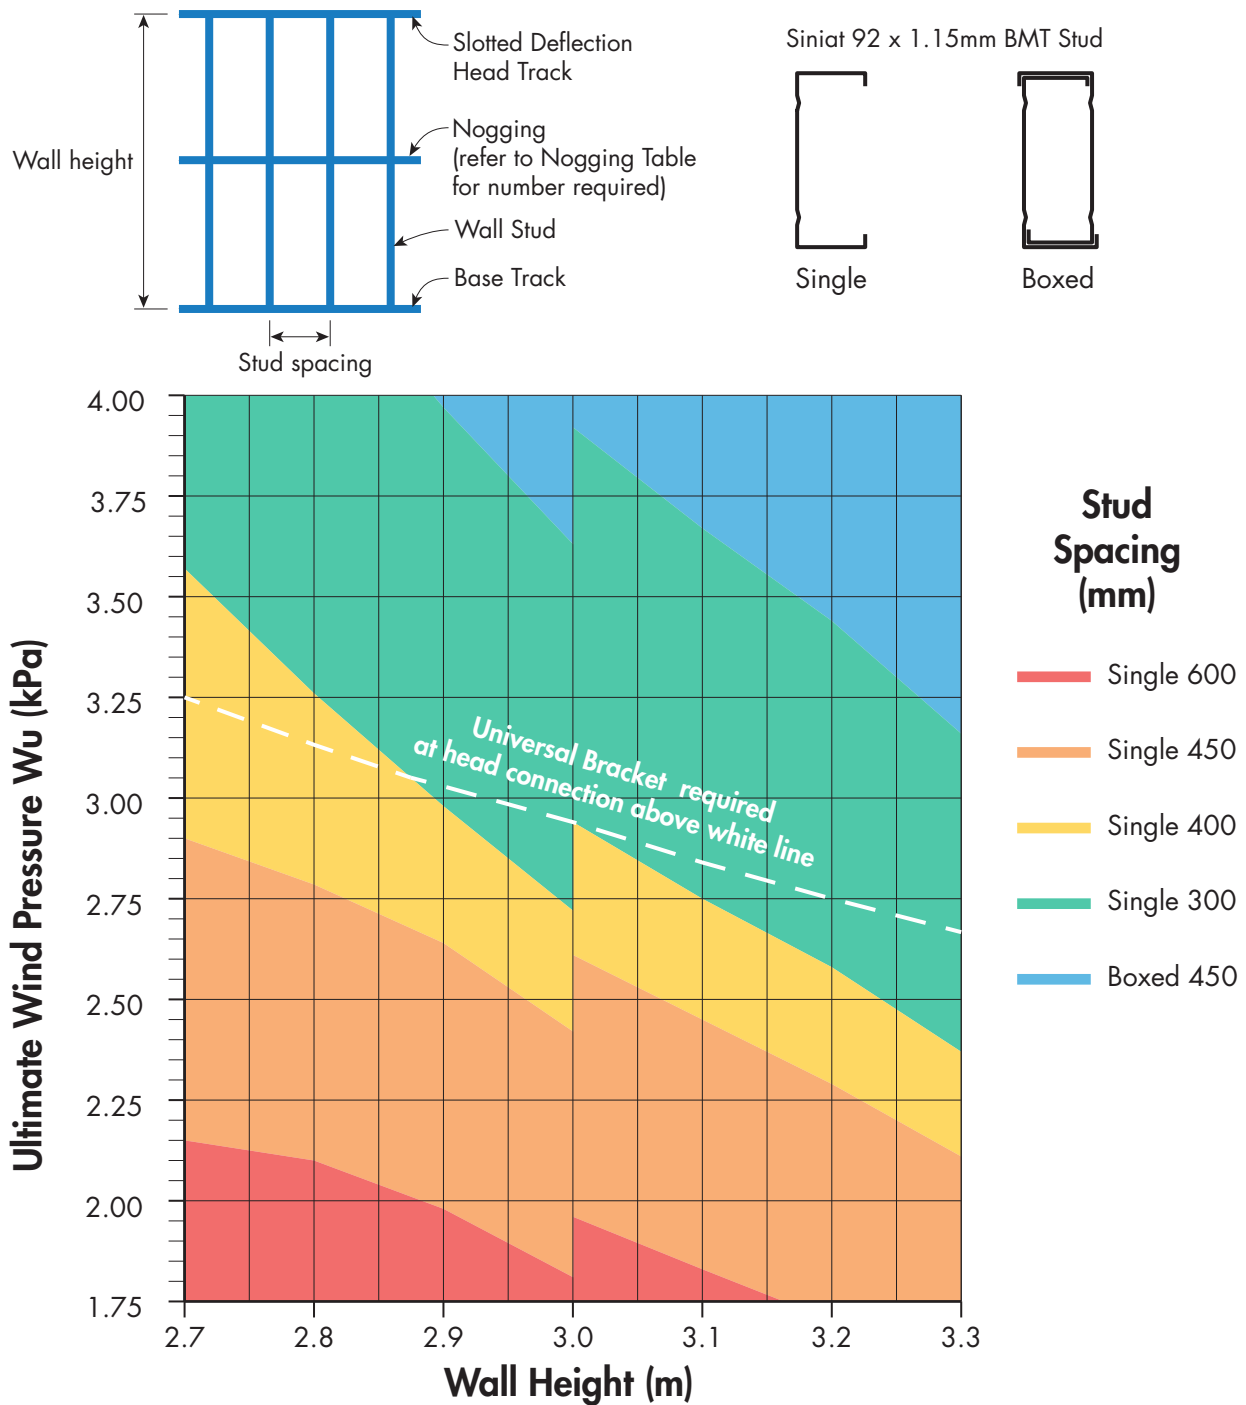 Slotted Deflection
Head Track
Nogging
(refer to Nogging Table
for number required)
Wall height
Wall Stud
Base Track
Stud spacing
Siniat 92 x 1.15mm BMT Stud
Single
Boxed
Ultimate Wind Pressure Wu (kPa)
4.00
3.75
3.50
3.25
3.00
2.75
2.50
2.25
2.00
1.75
Universal Bracket required
at head connection above white line
2.7
2.8
2.9
3.0
3.1
3.2
3.3
Wall Height (m)
Stud
Spacing
(mm)
Single 600
Single 450
Single 400
Single 300
Boxed 450